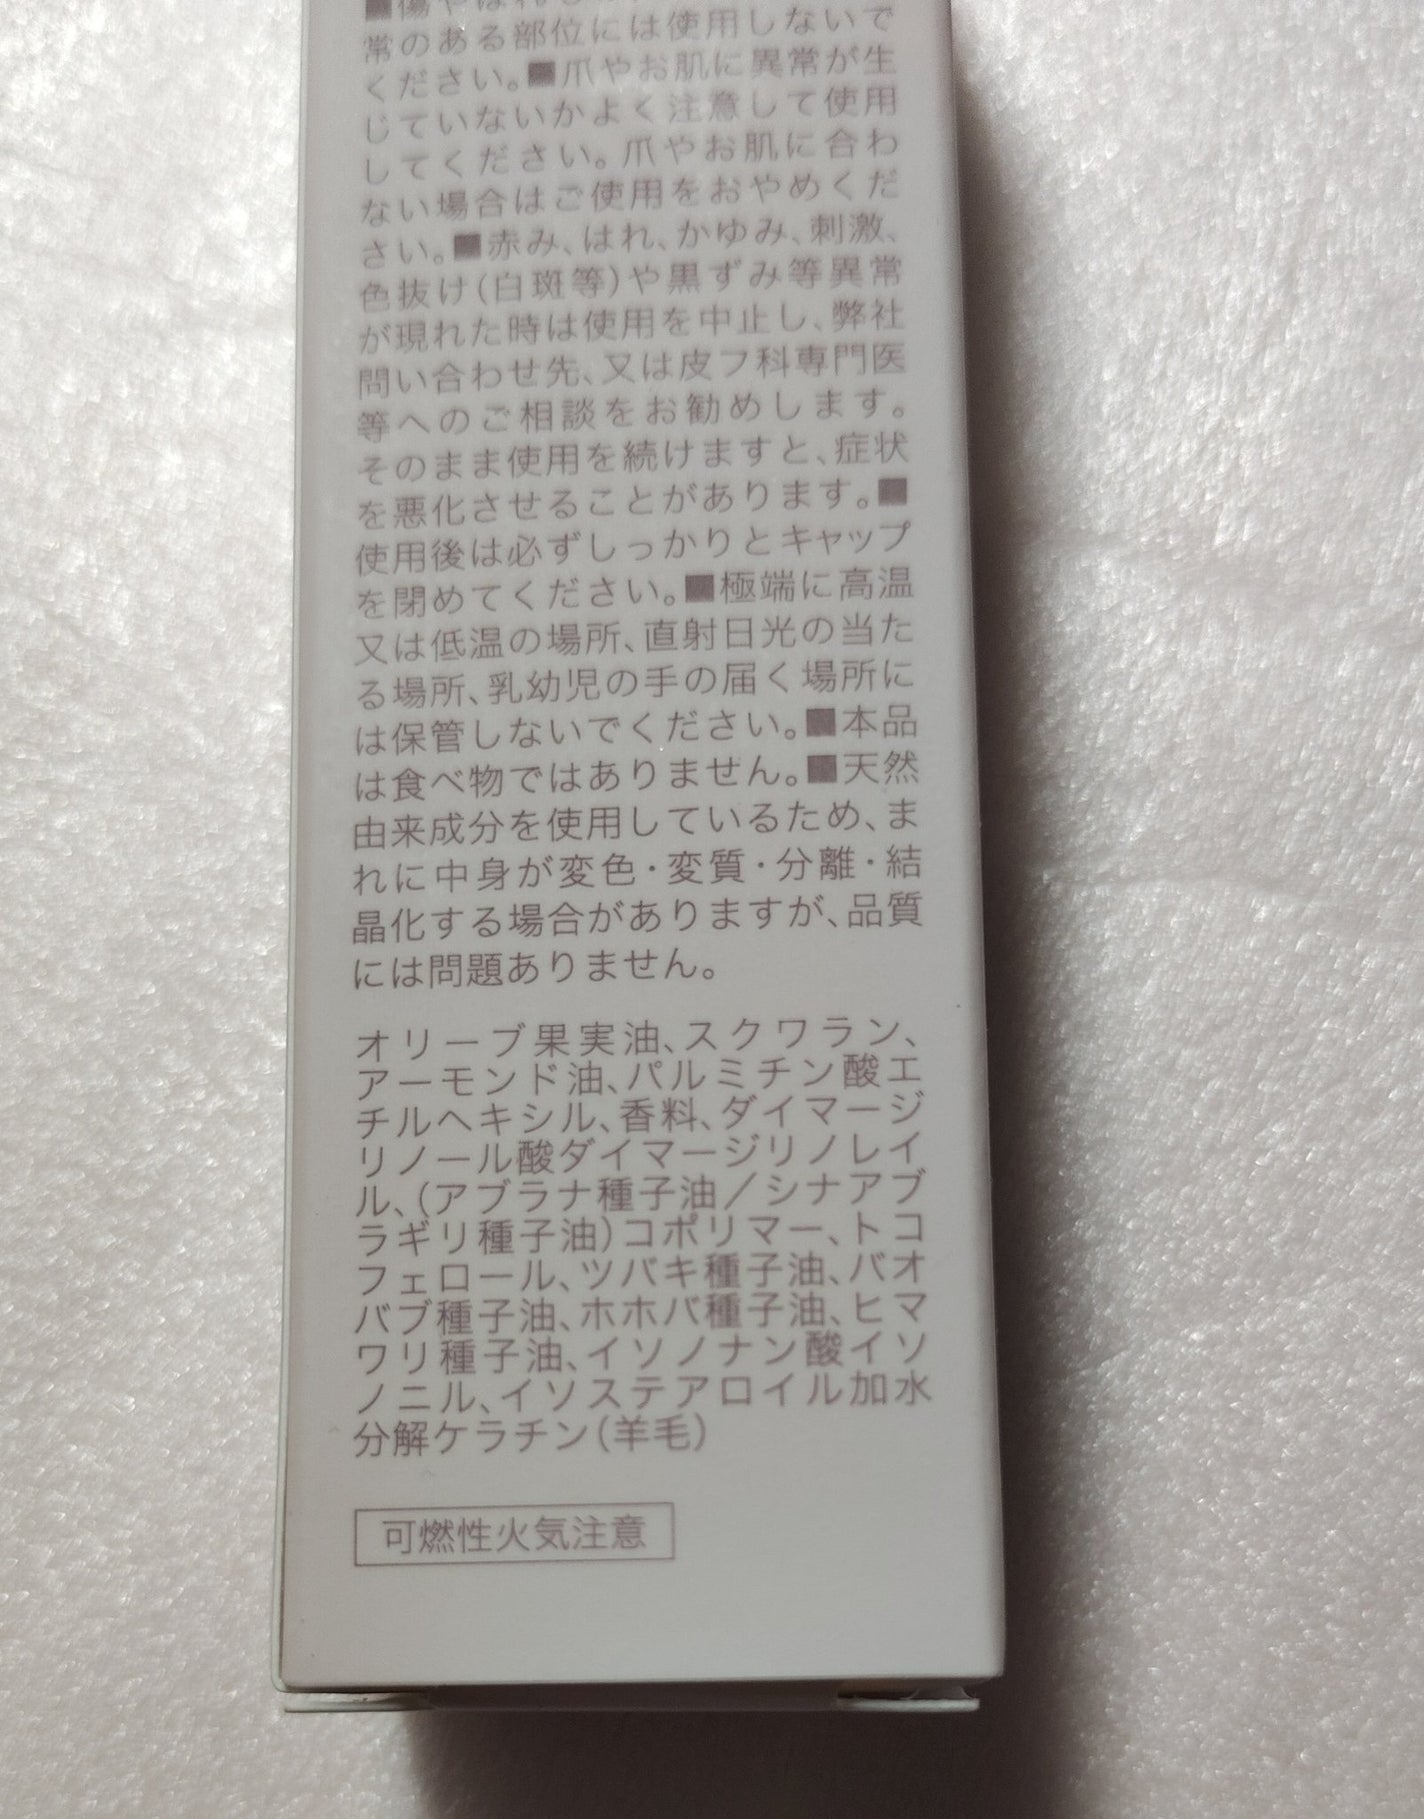 ■傷やはれ
常のある部位には使用しないで
ください。■爪やお肌に異常が生
じていないかよく注意して使用
してください。爪やお肌に合わ
ない場合はご使用をおやめくだ
さい。■赤み、はれ、かゆみ、刺激、
色抜け(白斑等)や黒ずみ等異常
が現れた時は使用を中止し、弊社
問い合わせ先、又は皮フ科専門医
等へのご相談をお勧めします。
そのまま使用を続けますと、症状
を悪化させることがあります。■
使用後は必ずしっかりとキャップ
を閉めてください。■極端に高温
又は低温の場所、直射日光の当た
る場所、乳幼児の手の届く場所に
は保管しないでください。■本品
は食べ物ではありません。■天然
由来成分を使用しているため、ま
れに中身が変色・変質・分離・結
晶化する場合がありますが、品質
には問題ありません。
オリーブ果実油、スクワラン、
アーモンド油、パルミチン酸エ
チルヘキシル、香料、ダイマージ
リノール酸ダイマージリノレイ
ル、(アブラナ種子油／シナアブ
ラギリ種子油)コポリマー、トコ
フェロール、ツバキ種子油、バオ
バブ種子油、ホホバ種子油、ヒマ
ワリ種子油、イソノナン酸イソ
ノニル、イソステアロイル加水
分解ケラチン(羊毛)
可燃性火気注意